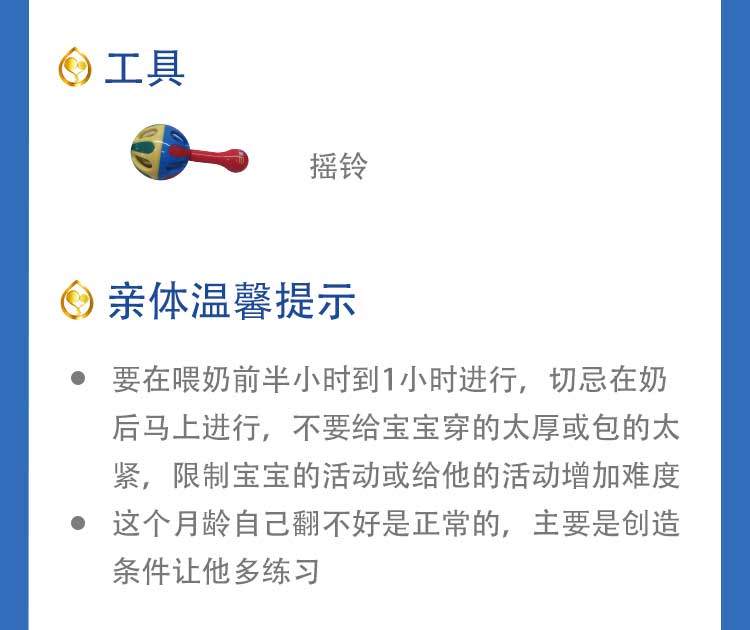 工具
摇铃
亲体温馨提示
要在喂奶前半小时到1小时进行，切忌在奶
后马上进行，不要给宝宝穿的太厚或包的太
紧，限制宝宝的活动或给他的活动增加难度
这个月龄自己翻不好是正常的，主要是创造
条件让他多练习